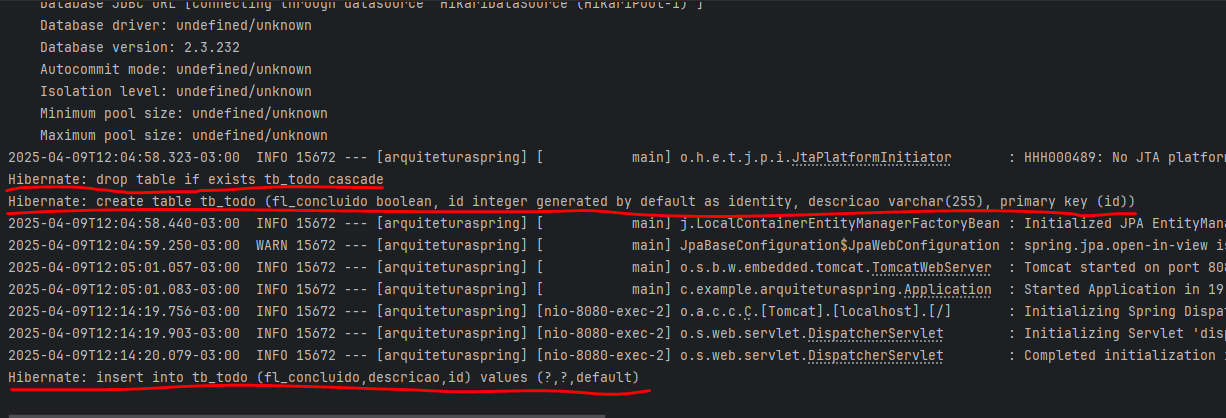 Database JDBC URL [Connecting through datasource 'HikariDataSource (HikariPool-1)']
Database driver: undefined/unknown
Database version: 2.3.232
Autocommit mode: undefined/unknown
Isolation level: undefined/unknown
Minimum pool size: undefined/unknown
Maximum pool size: undefined/unknown
2025-04-09T12:04:58.323-03:00  INFO 15672 --- [arquiteturaspring] [           main] o.h.e.t.j.p.i.JtaPlatformInitiator       : HHH000489: No JTA platfor
Hibernate: drop table if exists tb_todo cascade
Hibernate: create table tb_todo (fl_concluido boolean, id integer generated by default as identity, descricao varchar(255), primary key (id))
2025-04-09T12:04:58.440-03:00  INFO 15672 --- [arquiteturaspring] [           main] j.LocalContainerEntityManagerFactoryBean : Initialized JPA EntityMana
2025-04-09T12:04:59.250-03:00  WARN 15672 --- [arquiteturaspring] [           main] JpaBaseConfiguration$JpaWebConfiguration : spring.jpa.open-in-view is
2025-04-09T12:05:01.057-03:00  INFO 15672 --- [arquiteturaspring] [           main] o.s.b.w.embedded.tomcat.TomcatWebServer  : Tomcat started on port 808
2025-04-09T12:05:01.083-03:00  INFO 15672 --- [arquiteturaspring] [           main] c.example.arquiteturaspring.Application  : Started Application in 19
2025-04-09T12:14:19.756-03:00  INFO 15672 --- [arquiteturaspring] [nio-8080-exec-2] o.a.c.c.C.[Tomcat].[localhost].[/]       : Initializing Spring Dispat
2025-04-09T12:14:19.903-03:00  INFO 15672 --- [arquiteturaspring] [nio-8080-exec-2] o.s.web.servlet.DispatcherServlet        : Initializing Servlet 'disp
2025-04-09T12:14:20.079-03:00  INFO 15672 --- [arquiteturaspring] [nio-8080-exec-2] o.s.web.servlet.DispatcherServlet        : Completed initialization i
Hibernate: insert into tb_todo (fl_concluido,descricao,id) values (?,?,default)